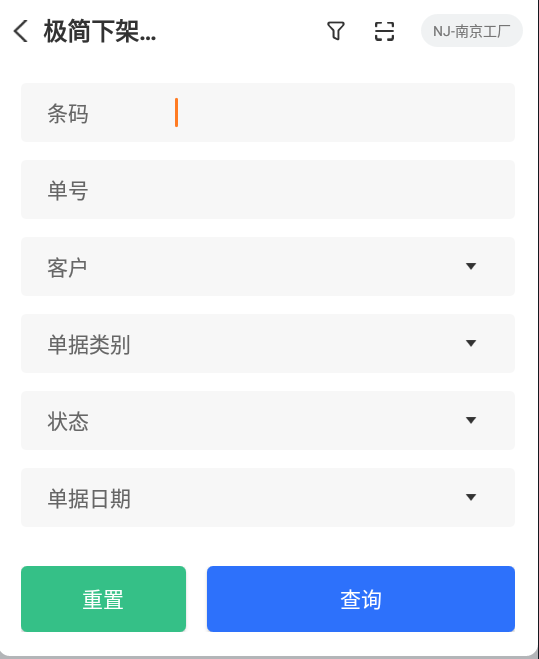 极简下架...
NJ-南京工厂
条码
单号
客户
单据类别
状态
单据日期
重置
查询